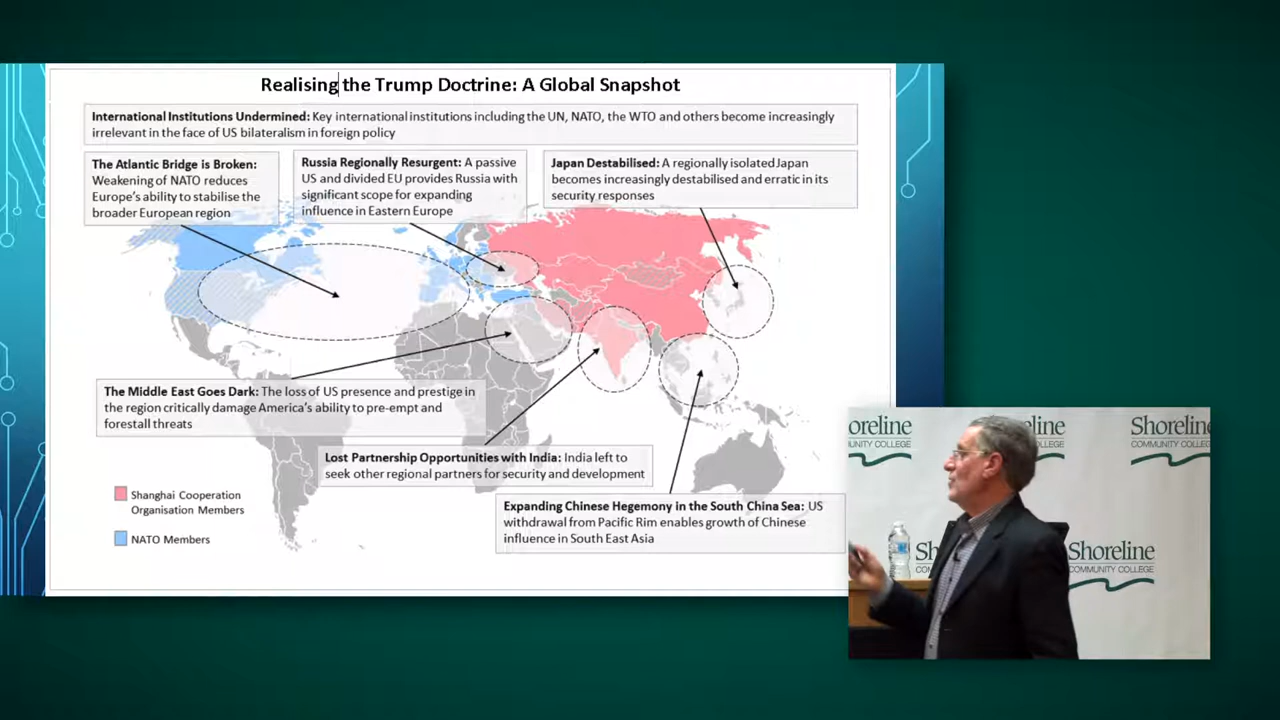 Realising the Trump Doctrine: A Global Snapshot
International Institutions Undermined: Key international institutions including the UN, NATO, the WTO and others become increasingly
irrelevant in the face of US bilateralism in foreign policy
The Atlantic Bridge is Broken:
Weakening of NATO reduces
Europe's ability to stabilise the
broader European region
Russia Regionally Resurgent: A passive
US and divided EU provides Russia with
significant scope for expanding
influence in Eastern Europe
Japan Destabilised: A regionally isolated Japan
becomes increasingly destabilised and erratic in its
security responses
The Middle East Goes Dark: The loss of US presence and prestige in
the region critically damage America's ability to pre-empt and
forestall threats
Lost Partnership Opportunities with India: India left to
seek other regional partners for security and development
Expanding Chinese Hegemony in the South China Sea: US
withdrawal from Pacific Rim enables growth of Chinese
influence in South East Asia
Shanghai Cooperation
Organisation Members
NATO Members
oreline
UNITY COLLEGE
eline
COLLEGE
Shoreline
COMMUNITY COLLEGE
Sh
COMM
Shoreline
COMMUNITY COLLEGE